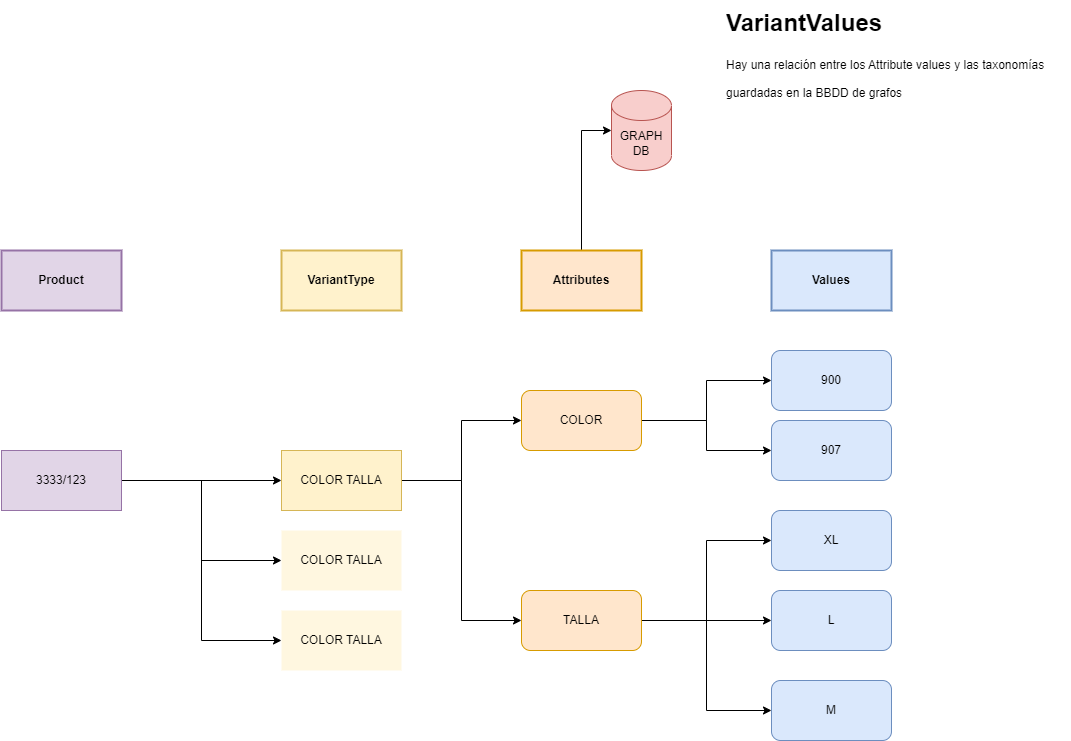 VariantValues
Hay una relación entre los Attribute values y las taxonomías
guardadas en la BBDD de grafos
GRAPH
DB
Product
VariantType
Attributes
Values
3333/123
COLOR TALLA
COLOR TALLA
COLOR TALLA
COLOR
TALLA
900
907
XL
L
M